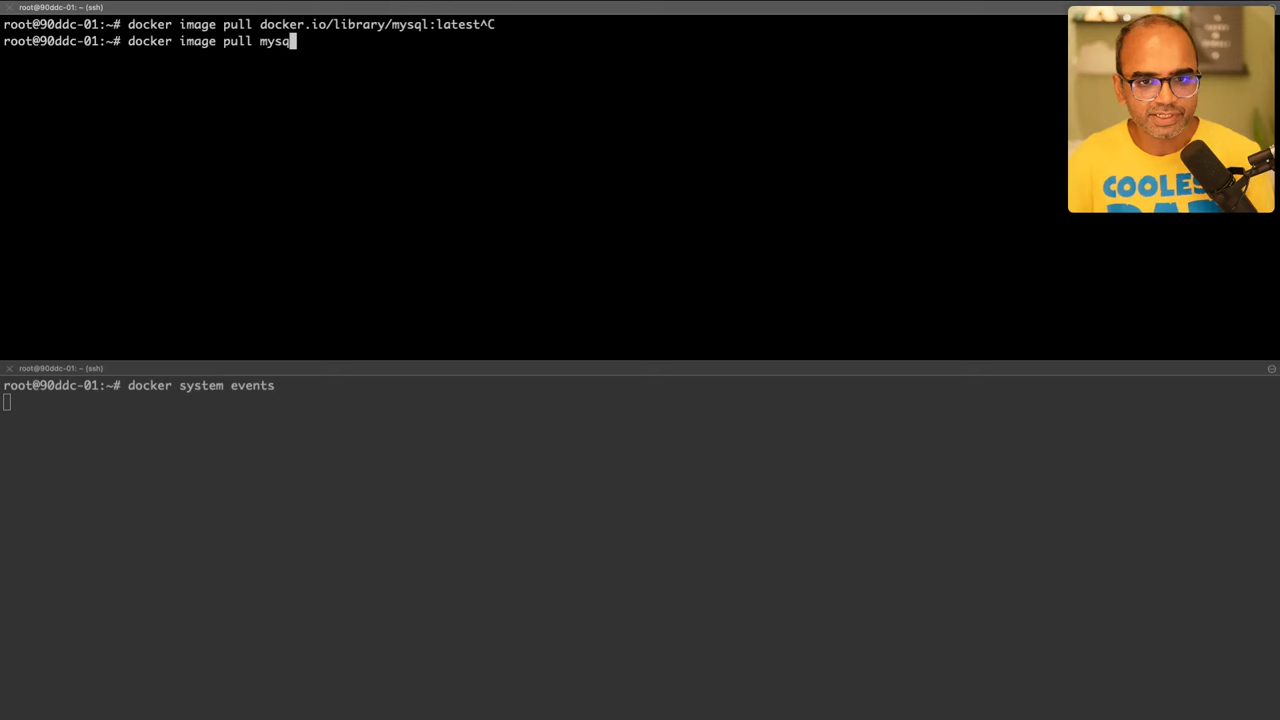 root@90ddc-01: ~ (ssh)
root@90ddc-01:~# docker image pull docker.io/library/mysql:latest^C
root@90ddc-01:~# docker image pull mysq
COOLES
root@90ddc-01: ~ (ssh)
root@90ddc-01:~# docker system events